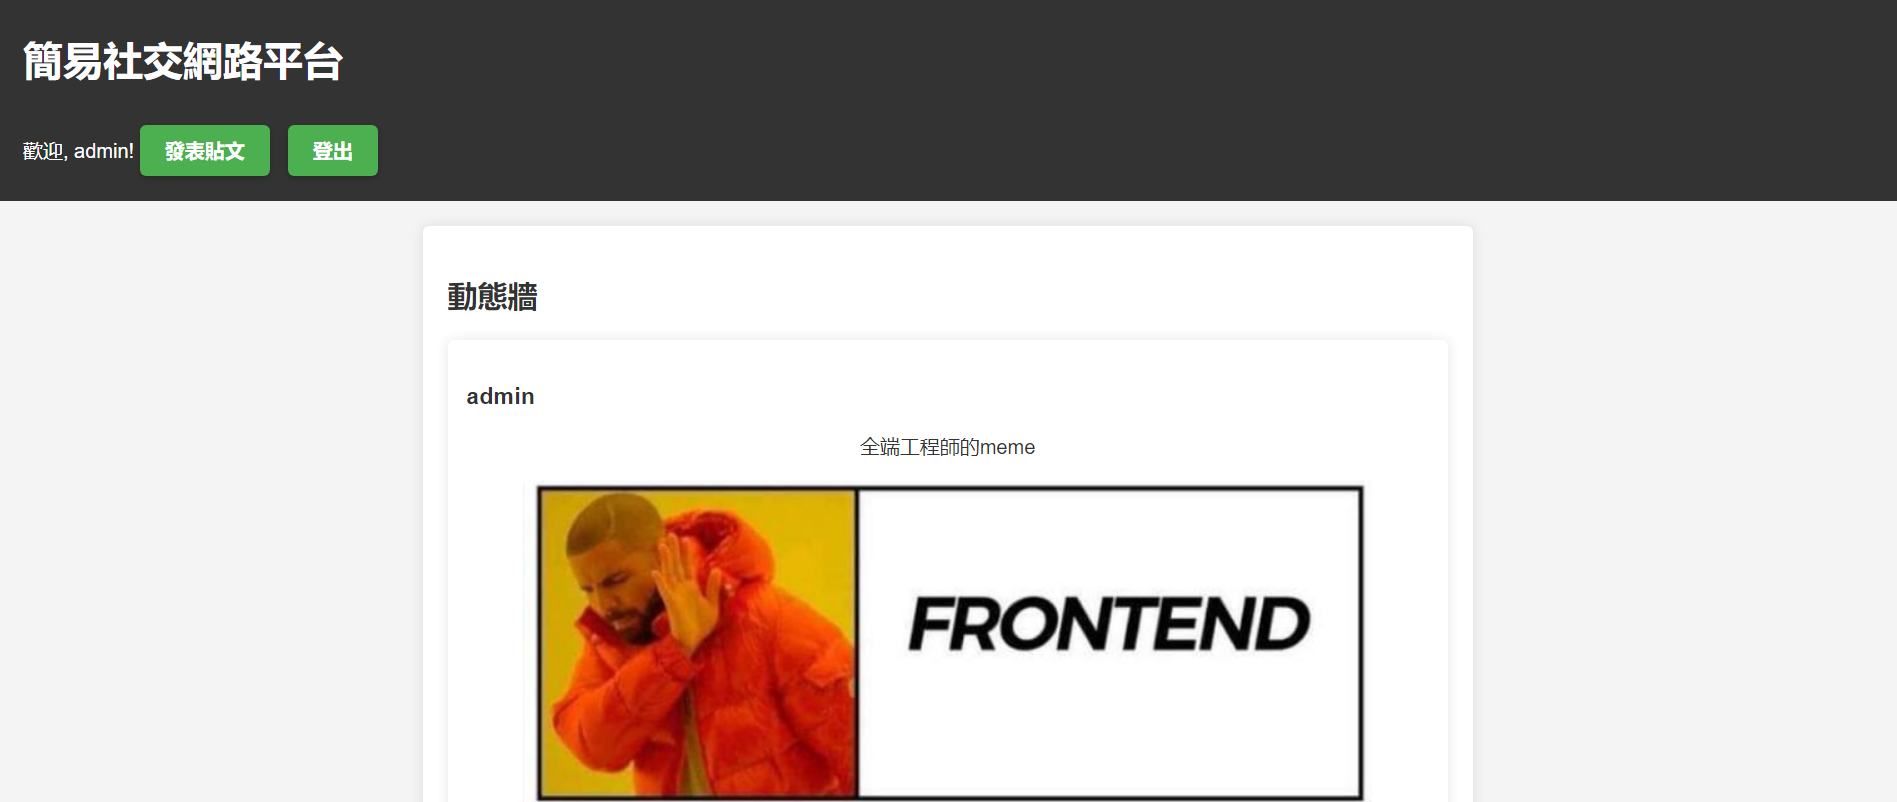 簡易社交網路平台
歡迎, admin! 發表貼文 登出
動態牆
admin
全端工程師的meme
FRONTEND